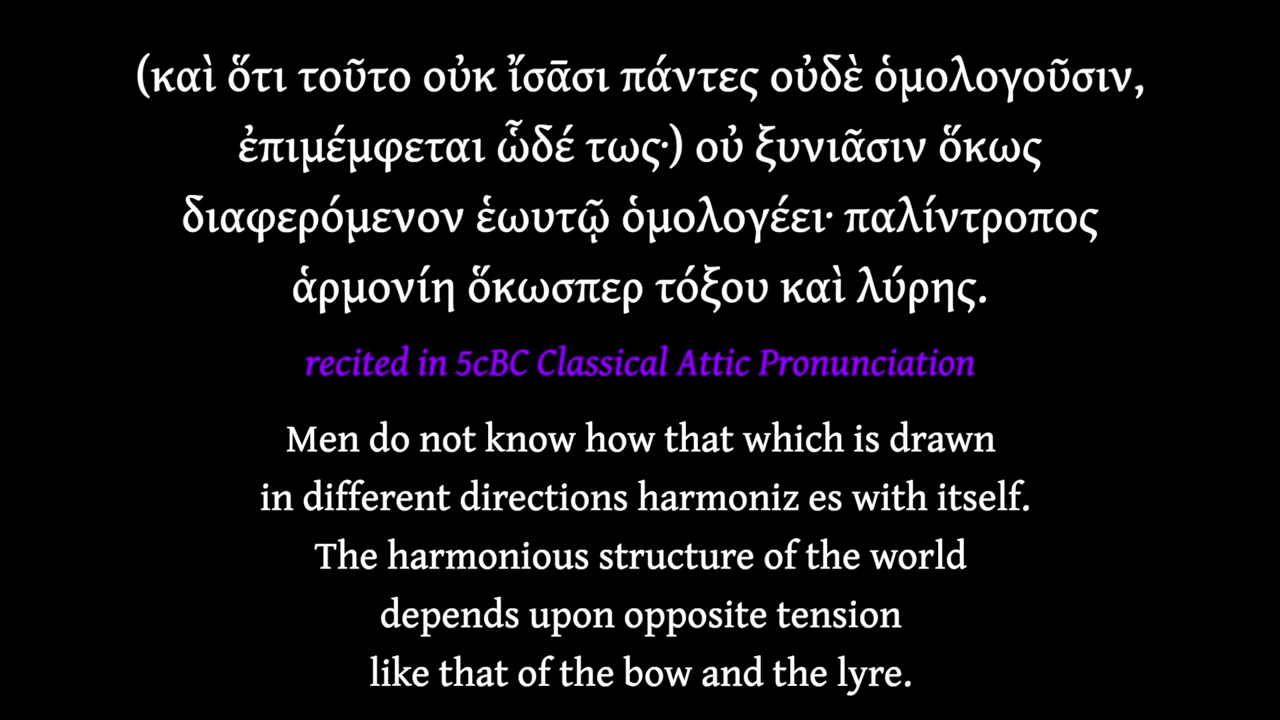 (καὶ ὅτι τοῦτο οὐκ ἴσᾱσι πάντες οὐδὲ ὁμολογοῦσιν,
ἐπιμέμφεται ὧδέ τως·) οὐ ξυνιᾶσιν ὅκως
διαφερόμενον ἑωυτῷ ὁμολογέει· παλίντροπος
ἁρμονίη ὅκωσπερ τόξου καὶ λύρης.
recited in 5cBC Classical Attic Pronunciation
Men do not know how that which is drawn
in different directions harmoniz es with itself.
The harmonious structure of the world
depends upon opposite tension
like that of the bow and the lyre.